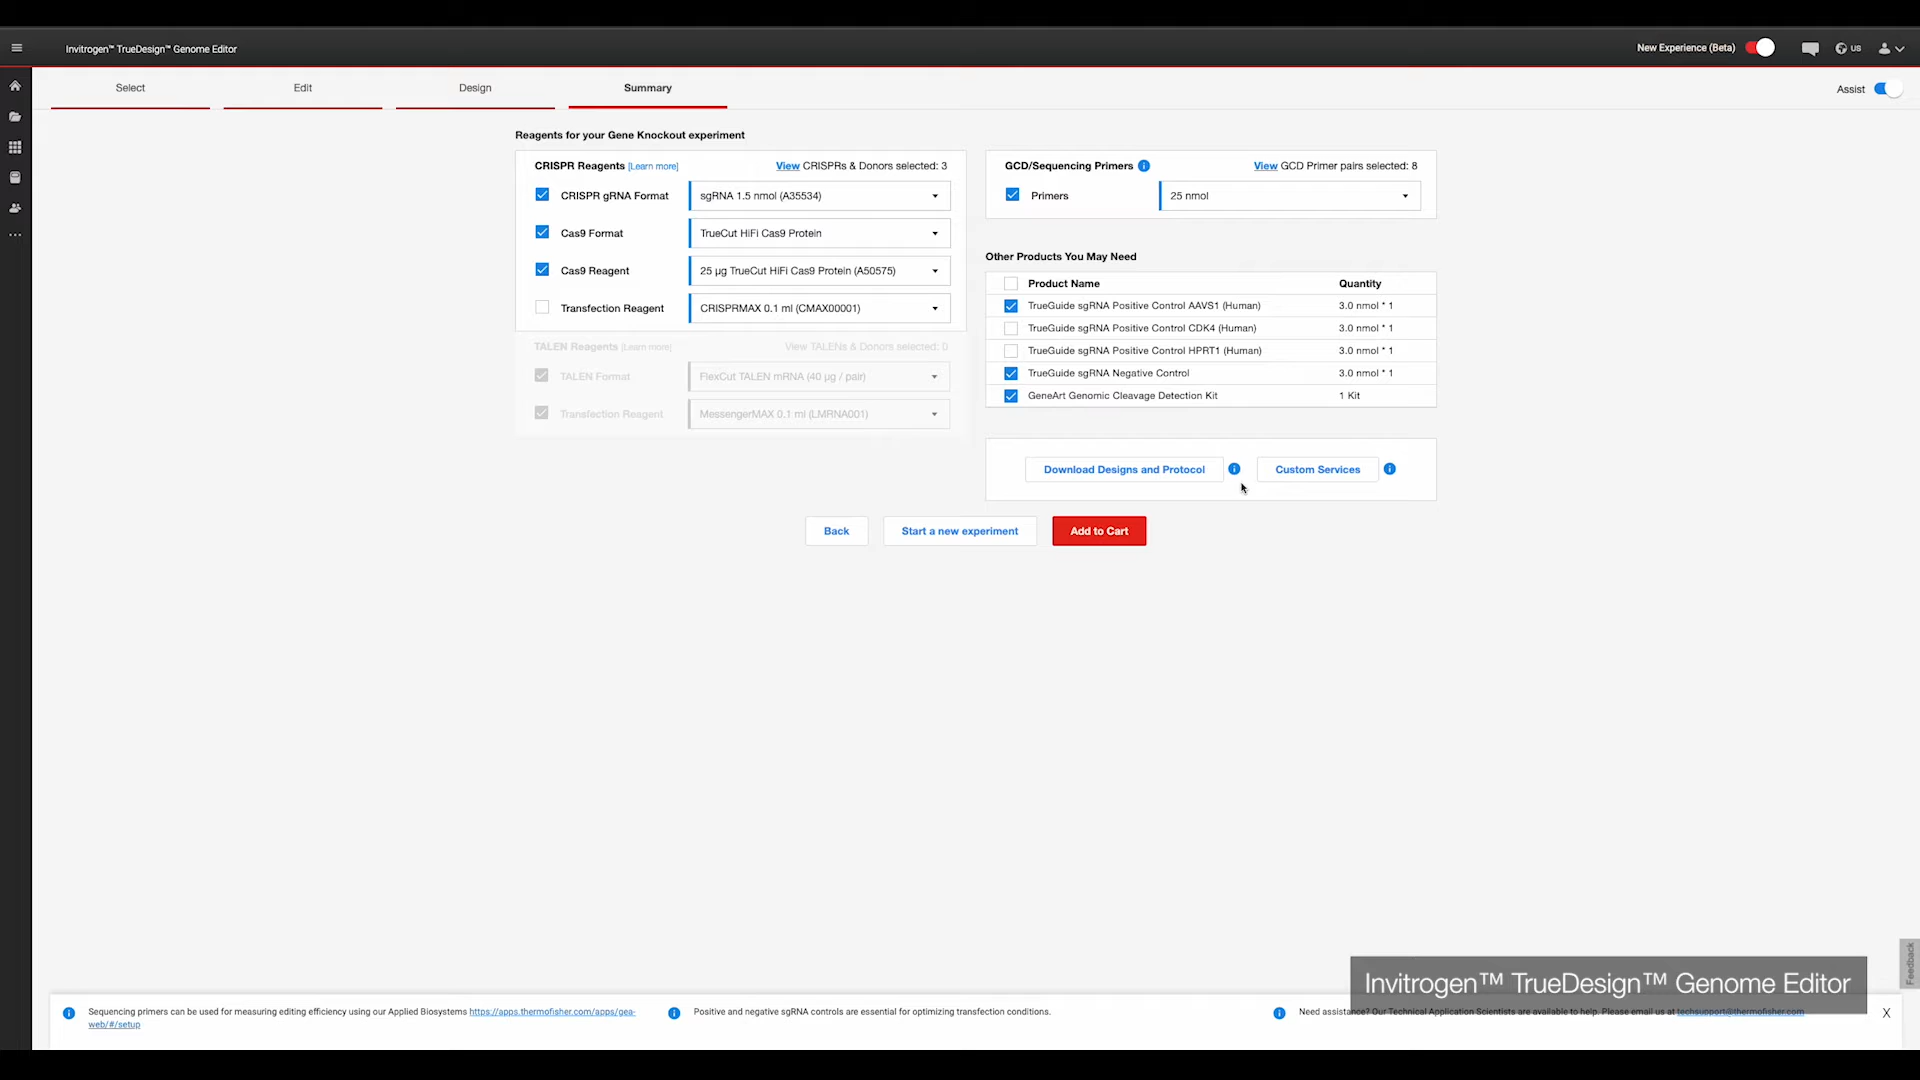 Invitrogen™ TrueDesign™ Genome Editor
New Experience (Beta)
US
Select
Edit
Design
Summary
Assist
Reagents for your Gene Knockout experiment
CRISPR Reagents [Learn more]
View CRISPRs & Donors selected: 3
CRISPR gRNA Format
sgRNA 1.5 nmol (A35534)
Cas9 Format
TrueCut HiFi Cas9 Protein
Cas9 Reagent
25 µg TrueCut HiFi Cas9 Protein (A50575)
Transfection Reagent
CRISPRMAX 0.1 ml (CMAX00001)
TALEN Reagents [Learn more]
View TALENs & Donors selected: 0
TALEN Format
FlexCut TALEN mRNA (40 µg / pair)
Transfection Reagent
MessengerMAX 0.1 ml (LMRNA001)
GCD/Sequencing Primers
View GCD Primer pairs selected: 8
Primers
25 nmol
Other Products You May Need
Product Name
Quantity
TrueGuide sgRNA Positive Control AAVS1 (Human)
3.0 nmol * 1
TrueGuide sgRNA Positive Control CDK4 (Human)
3.0 nmol * 1
TrueGuide sgRNA Positive Control HPRT1 (Human)
3.0 nmol * 1
TrueGuide sgRNA Negative Control
3.0 nmol * 1
GeneArt Genomic Cleavage Detection Kit
1 Kit
Download Designs and Protocol
Custom Services
Back
Start a new experiment
Add to Cart
Feedback
Invitrogen™ TrueDesign™ Genome Editor
Sequencing primers can be used for measuring editing efficiency using our Applied Biosystems https://apps.thermofisher.com/apps/gea-
web/#/setup
Positive and negative sgRNA controls are essential for optimizing transfection conditions.
Need assistance? Our Technical Application Scientists are available to help. Please email us at techsupport@thermofisher.com
X